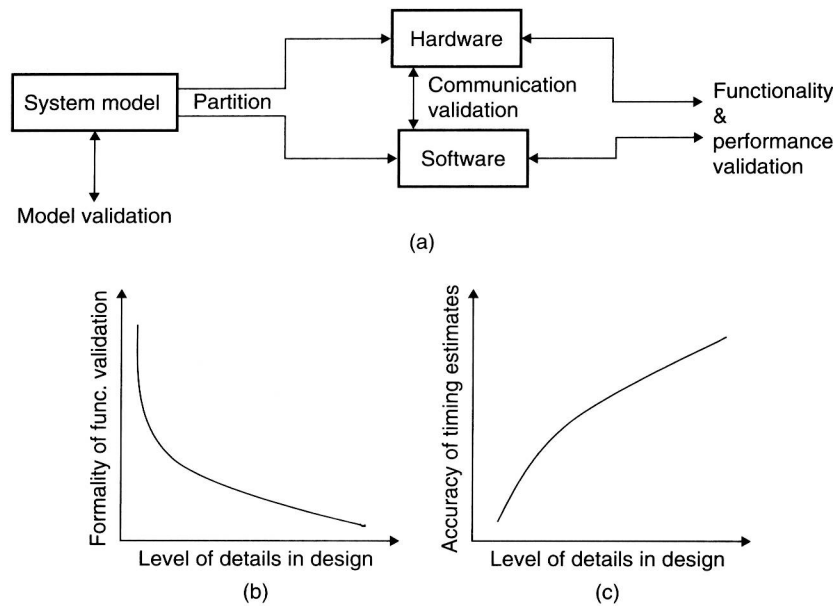 Hardware
System model
Partition
Communication
validation
Software
Functionality
&
performance
validation
Model validation
(a)
Formality of func. validation
Level of details in design
(b)
Accuracy of timing estimates
Level of details in design
(c)